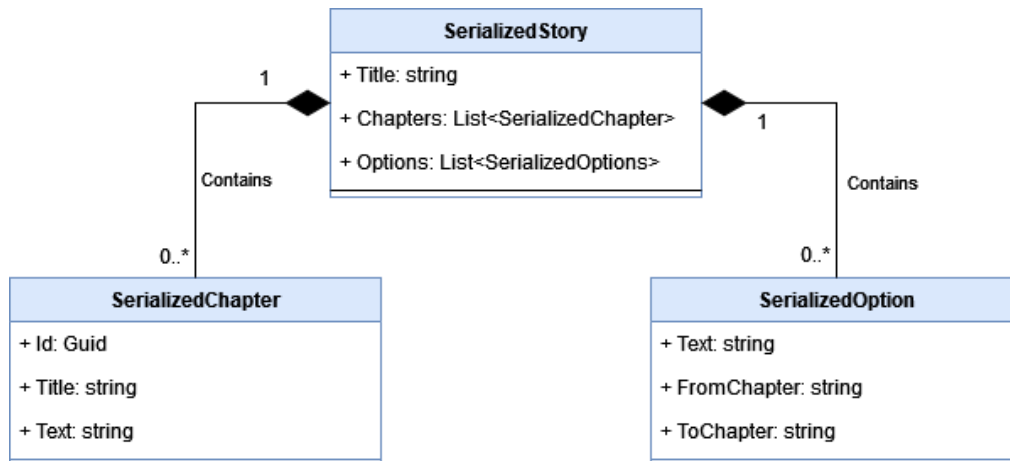 SerializedStory
+ Title: string
+ Chapters: List<SerializedChapter>
+ Options: List<SerializedOptions>
1
1
Contains
Contains
0..*
0..*
SerializedChapter
+ Id: Guid
+ Title: string
+ Text: string
SerializedOption
+ Text: string
+ FromChapter: string
+ ToChapter: string